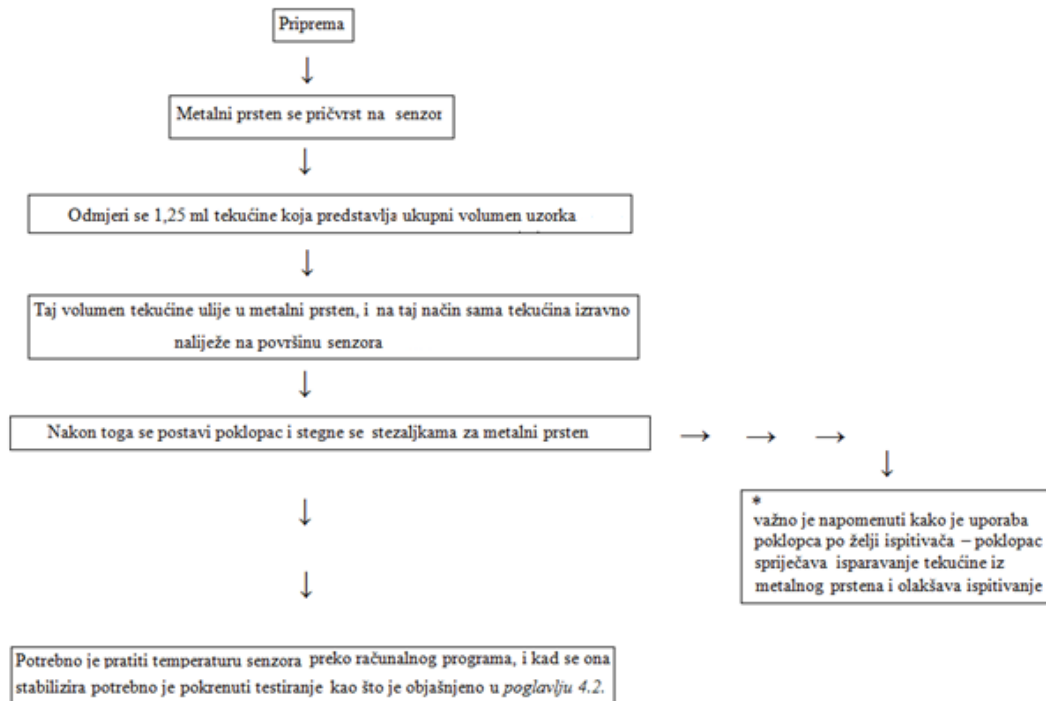 Priprema
Metalni prsten se pričvrst na senzor
Odmjeri se 1,25 ml tekućine koja predstavlja ukupni volumen uzorka
Taj volumen tekućine ulije u metalni prsten, i na taj način sama tekućina izravno
naliježe na površinu senzora
Nakon toga se postavi poklopac i stegne se stezaljkama za metalni prsten
*
važno je napomenuti kako je uporaba
poklopca po želji ispitivača – poklopac
spriječava isparavanje tekućine iz
metalnog prstena i olakšava ispitivanje
Potrebno je pratiti temperaturu senzora preko računalnog programa, i kad se ona
stabilizira potrebno je pokrenuti testiranje kao što je objašnjeno u poglavlju 4.2.